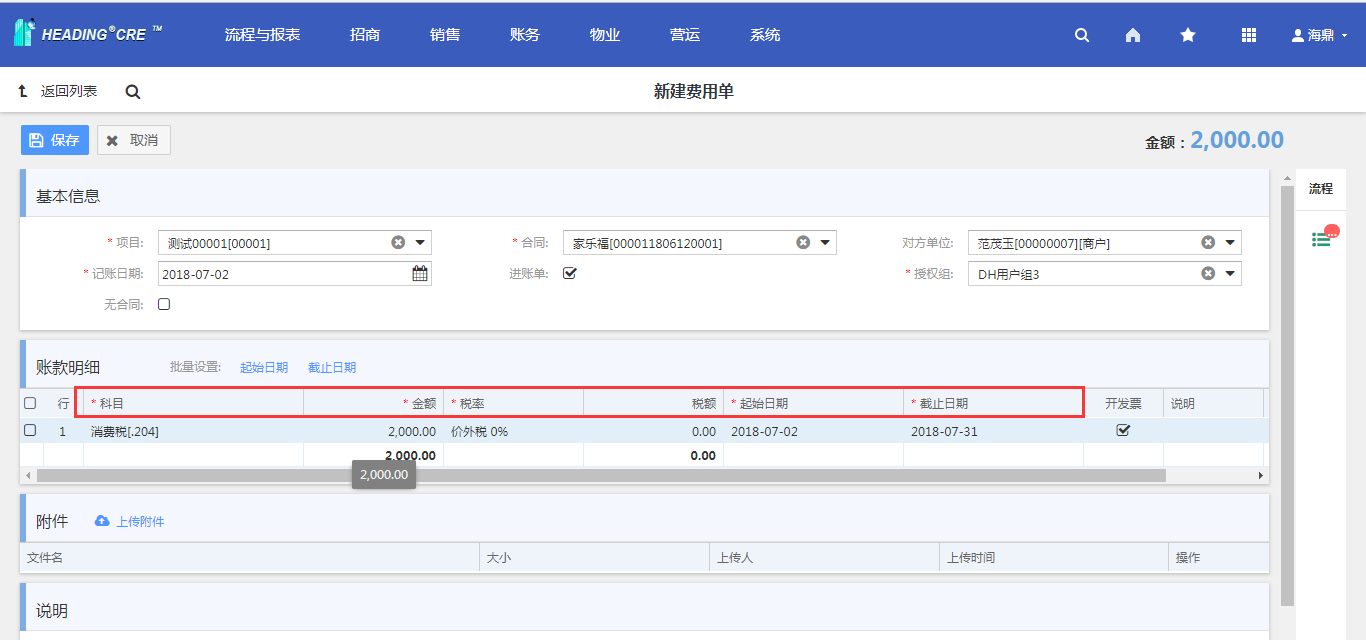 HEADING®CRE ™ 流程与报表 招商 销售 账务 物业 营运 系统 海鼎
返回列表 新建费用单
保存 取消 金额：2,000.00
流程
基本信息
* 项目: 测试00001[00001] * 合同: 家乐福[000011806120001] 对方单位: 范茂玉[00000007][商户]
* 记账日期: 2018-07-02 进账单: * 授权组: DH用户组3
无合同:
账款明细 批量设置: 起始日期 截止日期
行 * 科目 * 金额 * 税率 税额 * 起始日期 * 截止日期 开发票 说明
1 消费税[.204] 2,000.00 价外税 0% 0.00 2018-07-02 2018-07-31
2,000.00 0.00
2,000.00
附件 上传附件
文件名 大小 上传人 上传时间 操作
说明